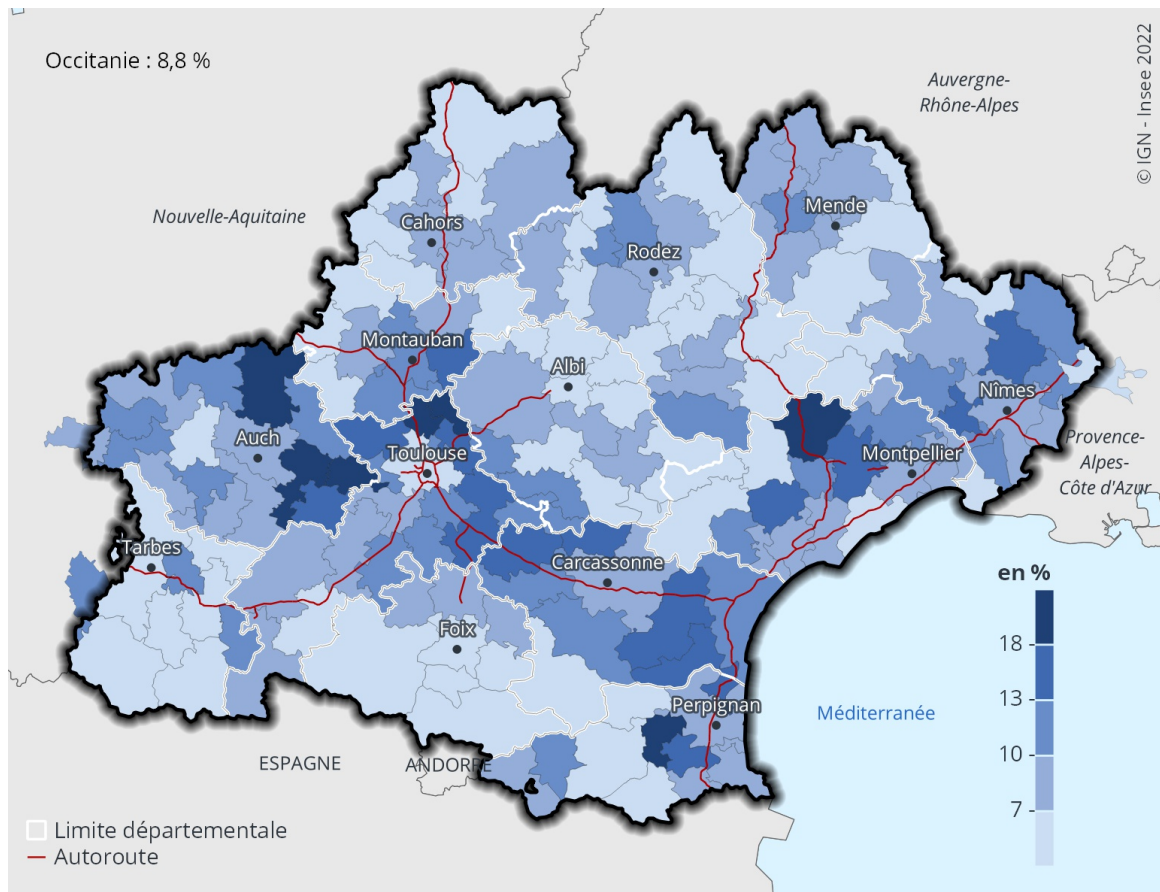 Occitanie : 8,8 %
Auvergne-
Rhône-Alpes
© IGN - Insee 2022
Nouvelle-Aquitaine
Mende
Cahors
Rodez
Montauban
Albi
Nîmes
Auch
Toulouse
Montpellier
Provence-
Alpes-
Côte d'Azur
Tarbes
Carcassonne
en %
Foix
18
13
Perpignan
Méditerranée
10
ESPAGNE
ANDORRE
7
Limite départementale
Autoroute